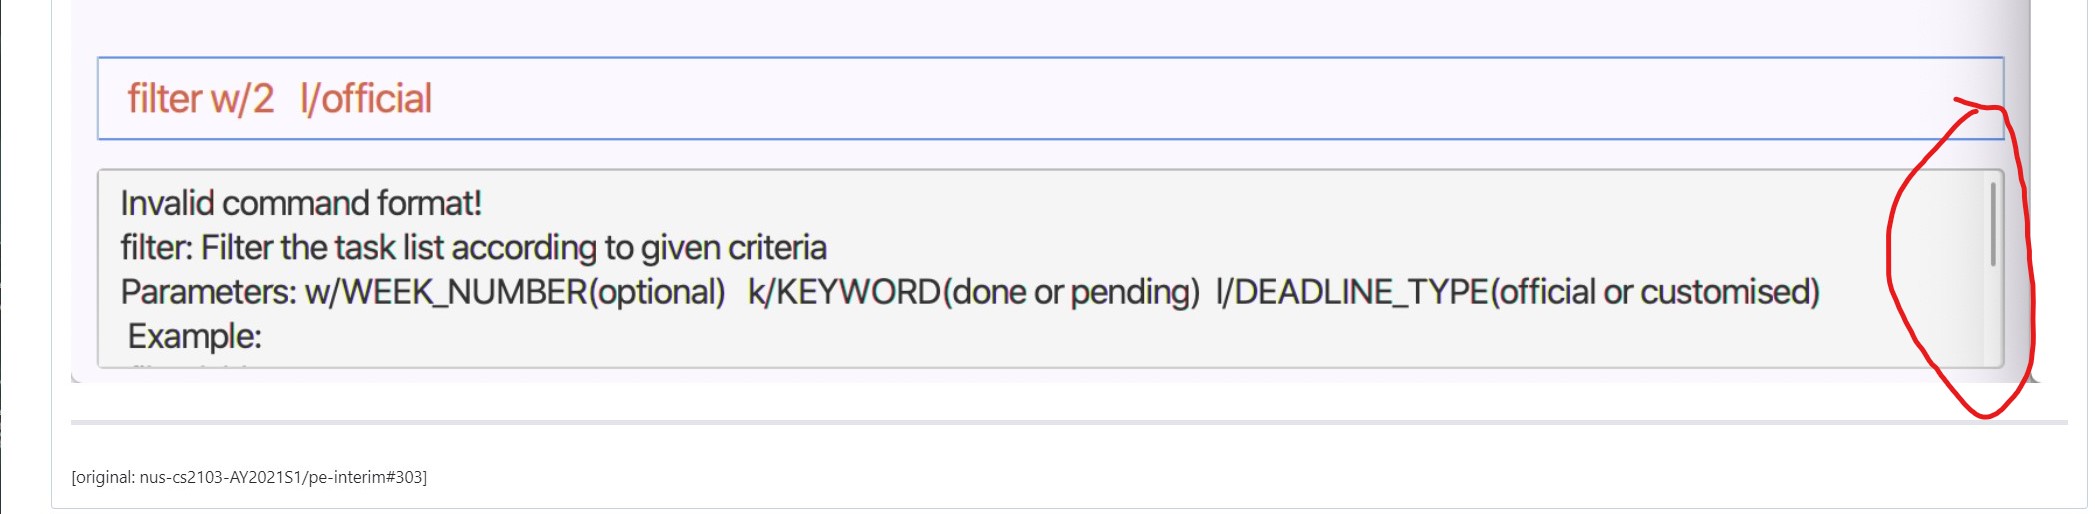 filter w/2   l/official
Invalid command format!
filter: Filter the task list according to given criteria
Parameters: w/WEEK_NUMBER(optional)   k/KEYWORD(done or pending)  l/DEADLINE_TYPE(official or customised)
Example:
[original: nus-cs2103-AY2021S1/pe-interim#303]